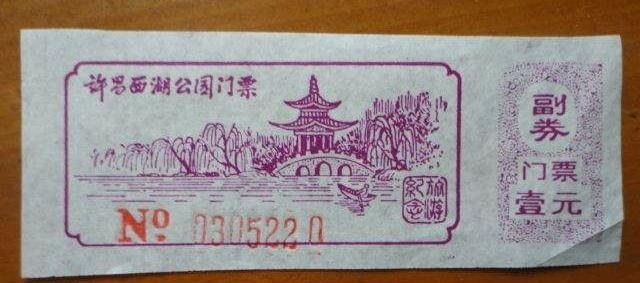 许昌西湖公园门票
旅游
纪念
№ 0305220
副
券
门票
壹元